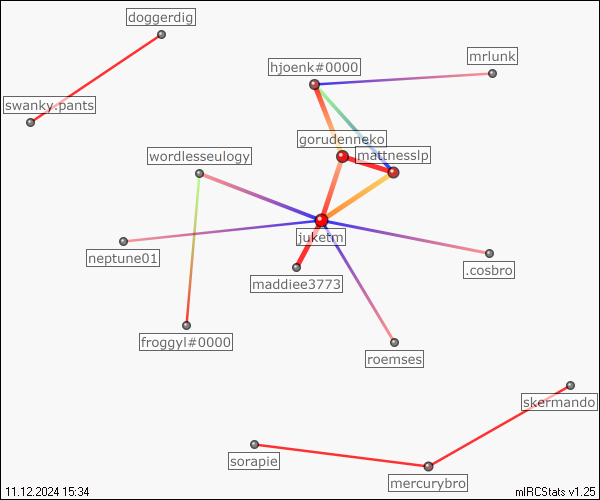 doggerdig
mrlunk
hjoenk#0000
swanky.pants
gorudenneko
wordlesseulogy
mattnesslp
juketm
neptune01
.cosbro
maddiee3773
froggyl#0000
roemses
skermando
sorapie
mercurybro
11.12.2024 15:34
mIRCStats v1.25